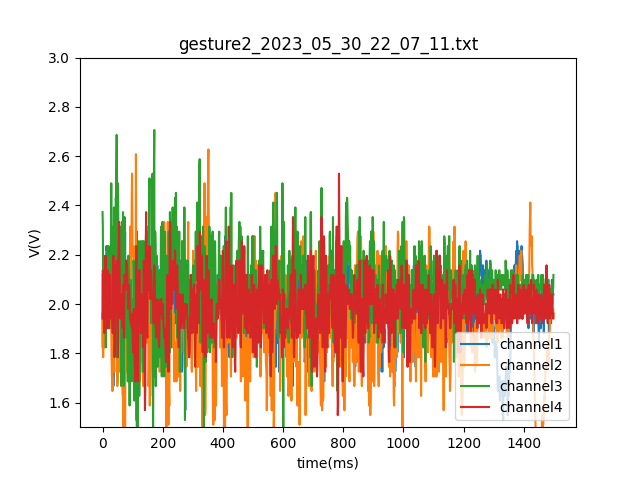 gesture2_2023_05_30_22_07_11.txt
3.0
2.8
2.6
2.4
2.2
2.0
1.8
1.6
V(V)
channel1
channel2
channel3
channel4
0 200 400 600 800 1000 1200 1400
time(ms)